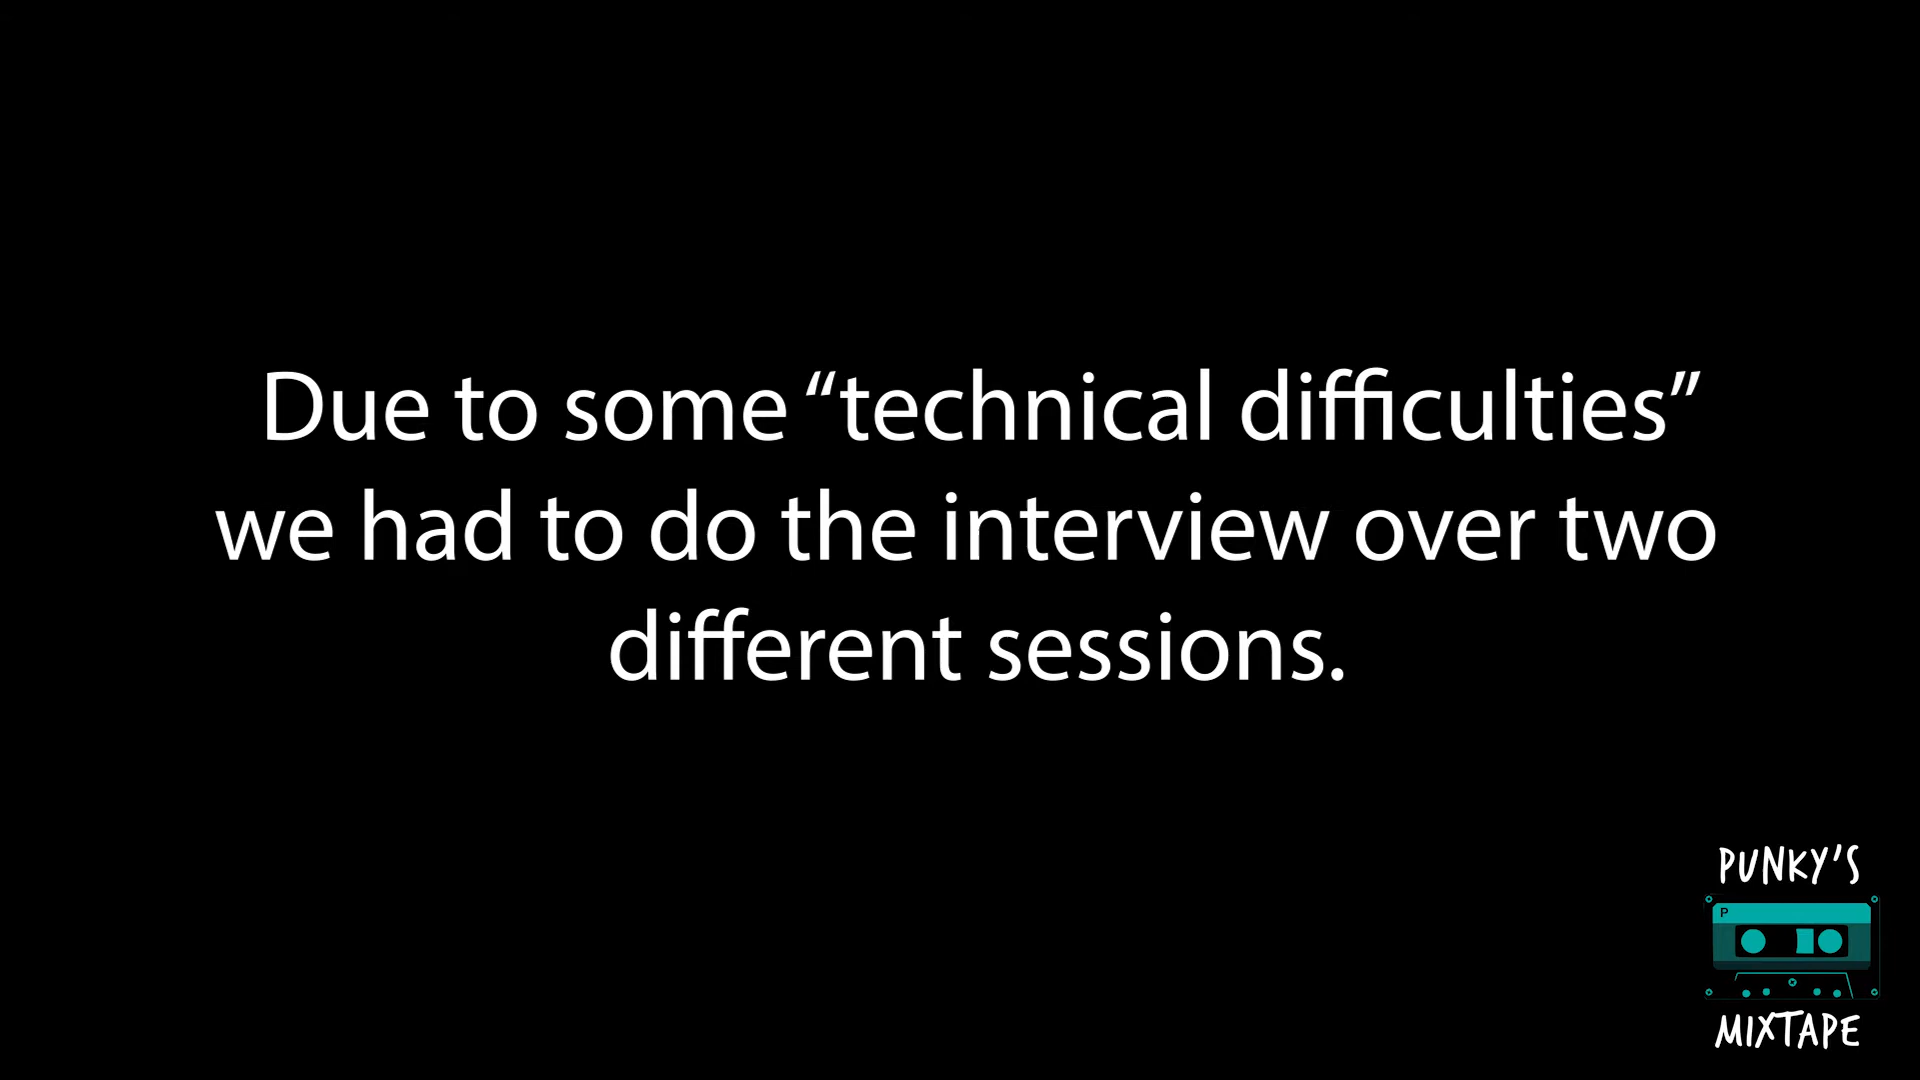 Due to some “technical difficulties”
we had to do the interview over two
different sessions.
PUNKY'S
P
MIXTAPE